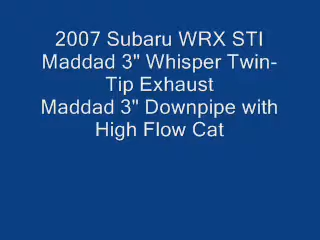 2007 Subaru WRX STI
Maddad 3" Whisper Twin-
Tip Exhaust
Maddad 3" Downpipe with
High Flow Cat